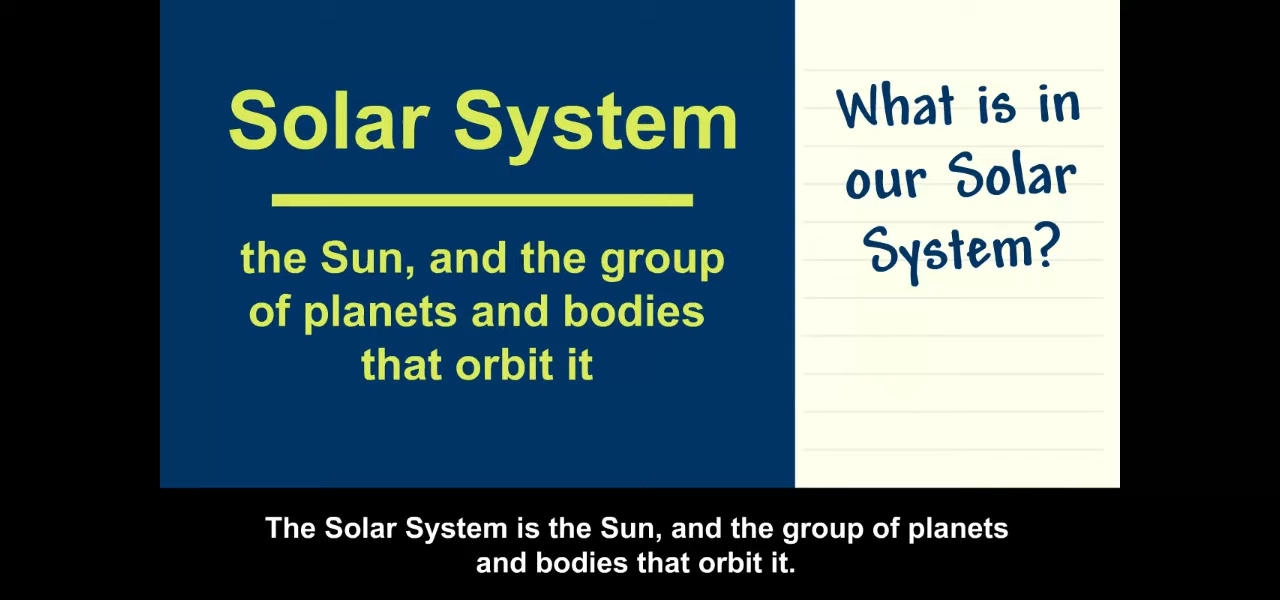 Solar System
the Sun, and the group
of planets and bodies
that orbit it
What is in
our Solar
System?
The Solar System is the Sun, and the group of planets
and bodies that orbit it.